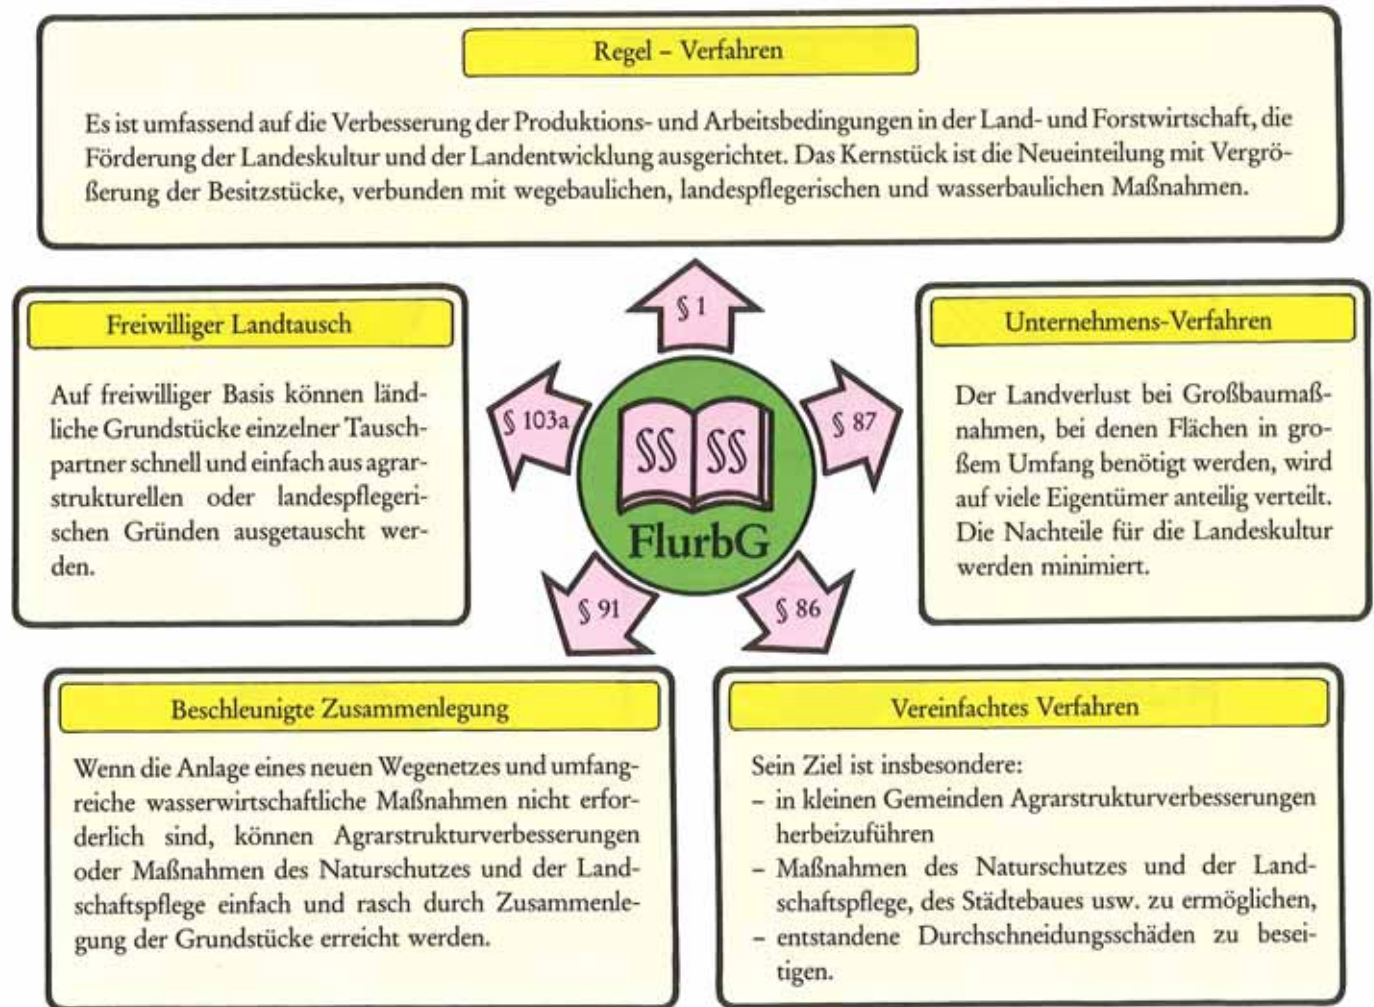 Regel – Verfahren
Es ist umfassend auf die Verbesserung der Produktions- und Arbeitsbedingungen in der Land- und Forstwirtschaft, die
Förderung der Landeskultur und der Landentwicklung ausgerichtet. Das Kernstück ist die Neueinteilung mit Vergrö-
ßerung der Besitzstücke, verbunden mit wegebaulichen, landespflegerischen und wasserbaulichen Maßnahmen.
Freiwilliger Landtausch
Auf freiwilliger Basis können länd-
liche Grundstücke einzelner Tausch-
partner schnell und einfach aus agrar-
strukturellen oder landespflegeri-
schen Gründen ausgetauscht wer-
den.
§ 1
§ 103a
§ 87
§§ §§
FlurbG
§ 91
§ 86
Unternehmens-Verfahren
Der Landverlust bei Großbaumaß-
nahmen, bei denen Flächen in gro-
ßem Umfang benötigt werden, wird
auf viele Eigentümer anteilig verteilt.
Die Nachteile für die Landeskultur
werden minimiert.
Beschleunigte Zusammenlegung
Wenn die Anlage eines neuen Wegenetzes und umfang-
reiche wasserwirtschaftliche Maßnahmen nicht erfor-
derlich sind, können Agrarstrukturverbesserungen
oder Maßnahmen des Naturschutzes und der Land-
schaftspflege einfach und rasch durch Zusammenle-
gung der Grundstücke erreicht werden.
Vereinfachtes Verfahren
Sein Ziel ist insbesondere:
– in kleinen Gemeinden Agrarstrukturverbesserungen
herbeizuführen
– Maßnahmen des Naturschutzes und der Land-
schaftspflege, des Städtebaues usw. zu ermöglichen,
– entstandene Durchschneidungsschäden zu besei-
tigen.